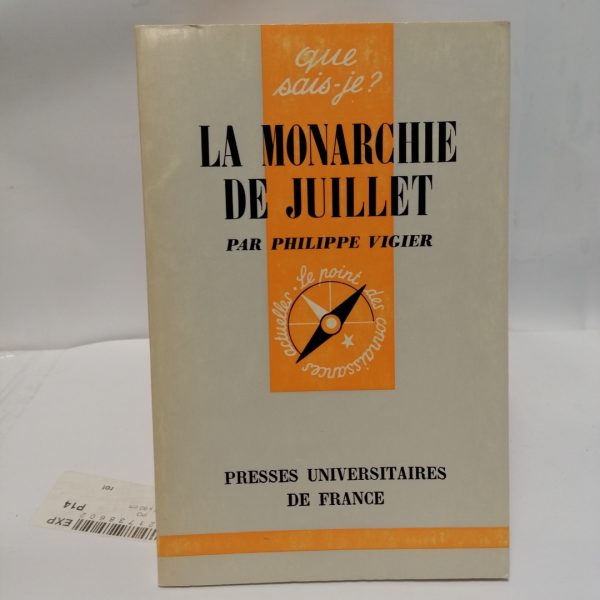 que
sais-je?
LA MONARCHIE
DE JUILLET
PAR PHILIPPE VIGIER
Le point des connaissances actuelles.
PRESSES UNIVERSITAIRES
DE FRANCE
rot
P14
EXP